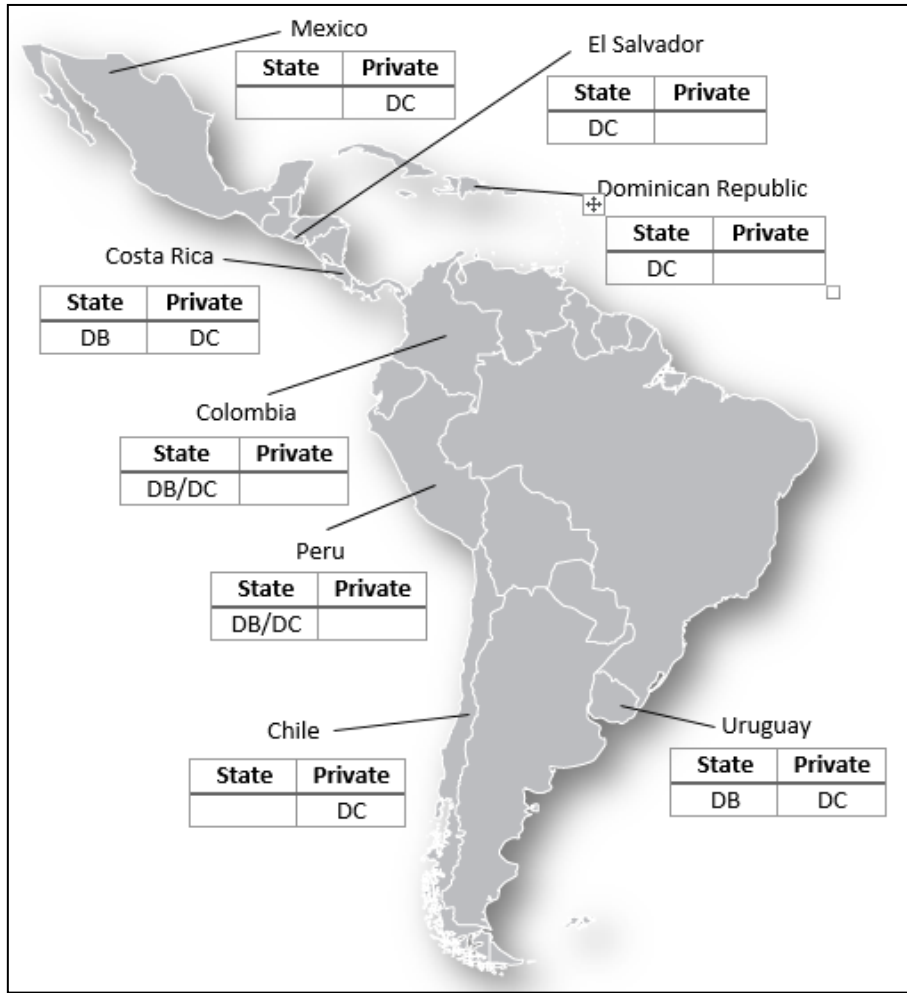 Mexico
State Private
DC
El Salvador
State Private
DC
Dominican Republic
State Private
DC
Costa Rica
State Private
DB DC
Colombia
State Private
DB/DC
Peru
State Private
DB/DC
Chile
State Private
DC
Uruguay
State Private
DB DC